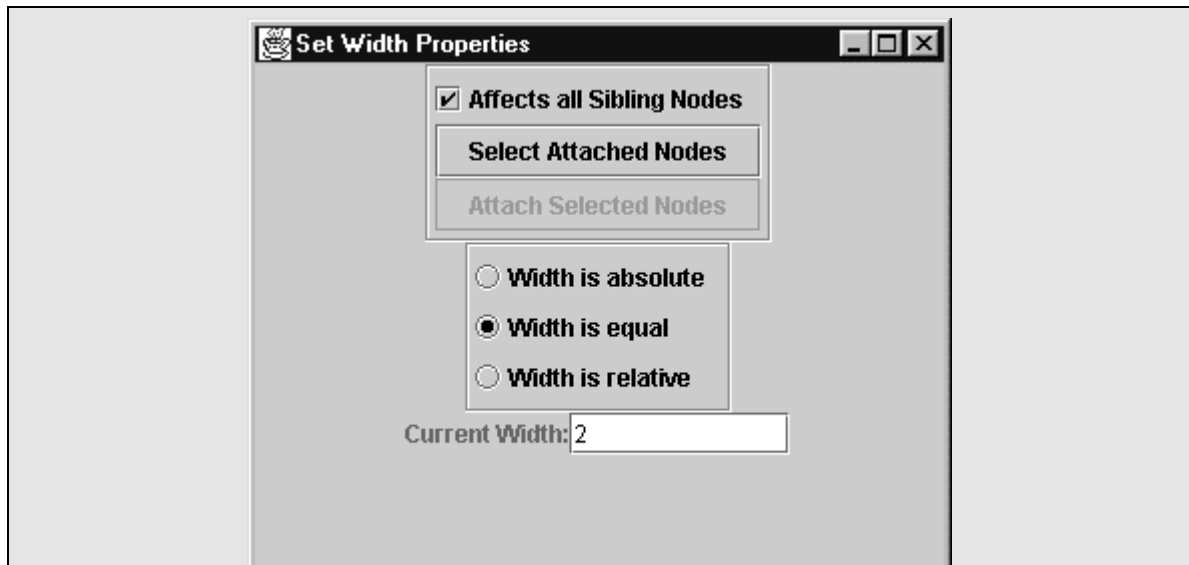 Set Width Properties
Affects all Sibling Nodes
Select Attached Nodes
Attach Selected Nodes
Width is absolute
Width is equal
Width is relative
Current Width: 2